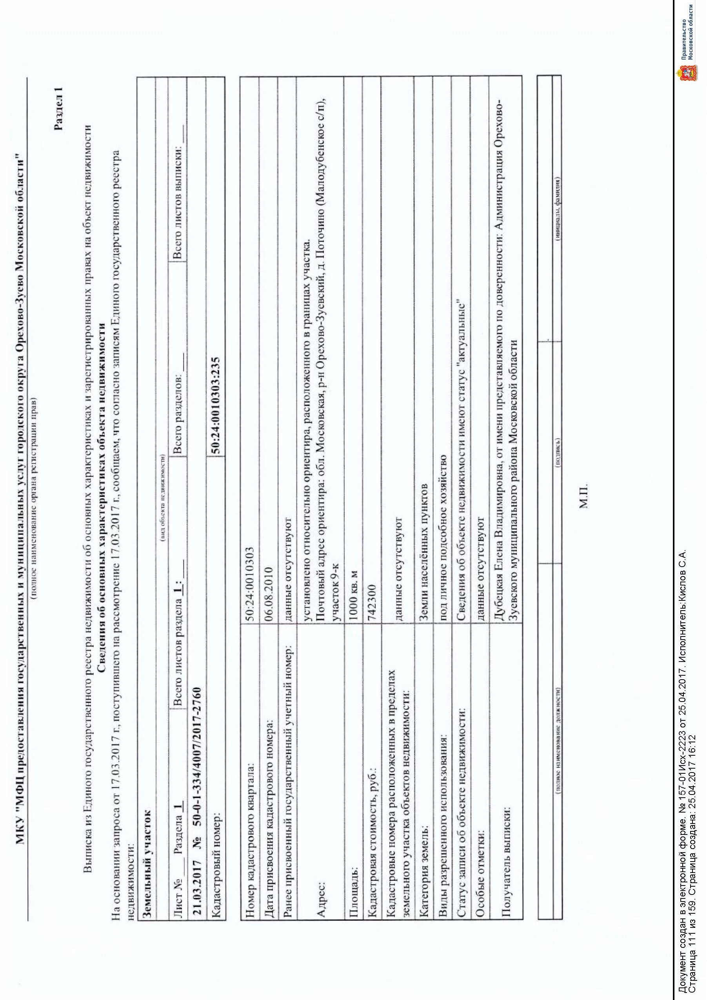 МКУ "МФЦ предоставления государственных и муниципальных услуг городского округа Орехово-Зуево Московской области"
(полное наименование органа регистрации прав)
Раздел 1
Выписка из Единого государственного реестра недвижимости об основных характеристиках и зарегистрированных правах на объект недвижимости
Сведения об основных характеристиках объекта недвижимости
На основании запроса от 17.03.2017 г., поступившего на рассмотрение 17.03.2017 г., сообщаем, что согласно записям Единого государственного реестра
недвижимости:
Земельный участок
(вид объекта недвижимости)
Лист № ___ Раздела 1 Всего листов раздела 1 : ___ Всего разделов: ___ Всего листов выписки: ___
21.03.2017 № 50-0-1-334/4007/2017-2760
Кадастровый номер: 50:24:0010303:235
Номер кадастрового квартала: 50:24:0010303
Дата присвоения кадастрового номера: 06.08.2010
Ранее присвоенный государственный учетный номер: данные отсутствуют
Адрес: установлено относительно ориентира, расположенного в границах участка.
Почтовый адрес ориентира: обл. Московская, р-н Орехово-Зуевский, д. Поточино (Малодубенское с/п),
участок 9-к
Площадь: 1000 кв. м
Кадастровая стоимость, руб.: 742300
Кадастровые номера расположенных в пределах
земельного участка объектов недвижимости: данные отсутствуют
Категория земель: Земли населённых пунктов
Виды разрешенного использования: под личное подсобное хозяйство
Статус записи об объекте недвижимости: Сведения об объекте недвижимости имеют статус "актуальные"
Особые отметки: данные отсутствуют
Получатель выписки: Дубецкая Елена Владимировна, от имени представляемого по доверенности: Администрация Орехово-
Зуевского муниципального района Московской области
(полное наименование должности) (подпись) (инициалы, фамилия)
М.П.
Документ создан в электронной форме. № 157-01Исх-2223 от 25.04.2017. Исполнитель:Кислов С.А.
Страница 111 из 159. Страница создана: 25.04.2017 16:12
Правительство
Московской области